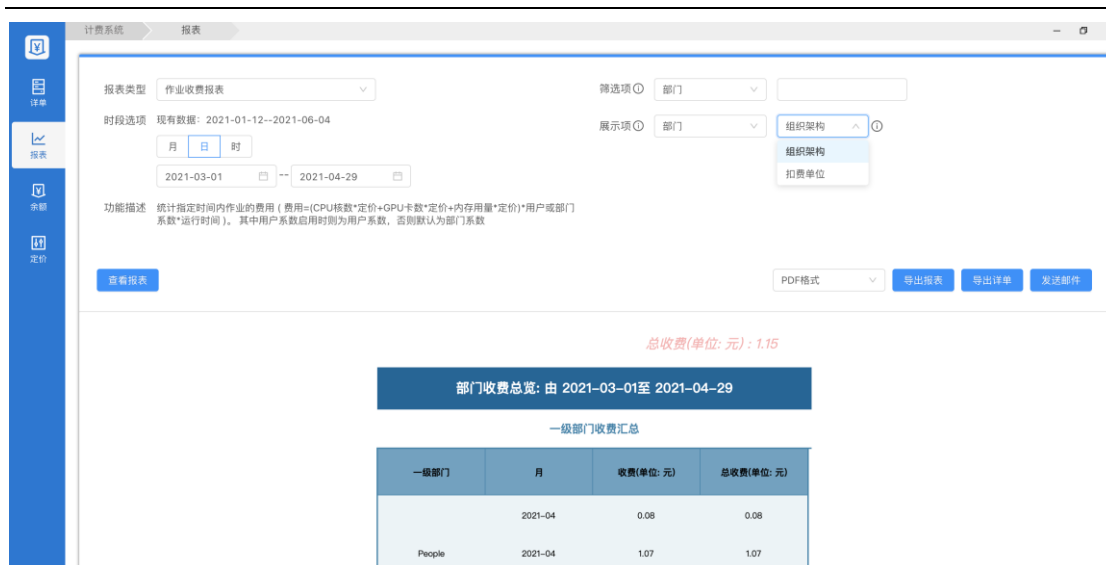 计费系统
报表
详单
报表
余额
定价
报表类型
作业收费报表
筛选项
部门
时段选项
现有数据: 2021-01-12--2021-06-04
展示项
部门
组织架构
组织架构
扣费单位
月
日
时
2021-03-01
--
2021-04-29
功能描述
统计指定时间内作业的费用 ( 费用=(CPU核数*定价+GPU卡数*定价+内存用量*定价)*用户或部门
系数*运行时间 )。 其中用户系数启用时则为用户系数, 否则默认为部门系数
查看报表
PDF格式
导出报表
导出详单
发送邮件
总收费(单位: 元) : 1.15
部门收费总览: 由 2021-03-01至 2021-04-29
一级部门收费汇总
一级部门
月
收费(单位: 元)
总收费(单位: 元)
2021-04
0.08
0.08
People
2021-04
1.07
1.07